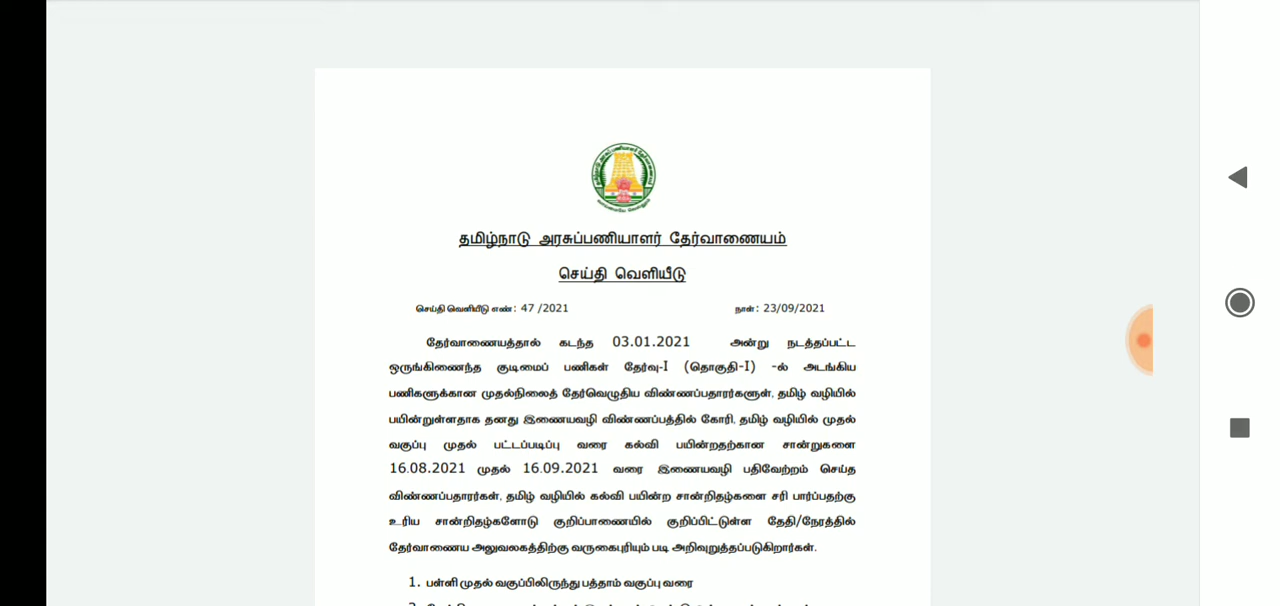 தமிழ்நாடு அரசுப்பணியாளர் தேர்வாணையம்
செய்தி வெளியீடு
செய்தி வெளியீடு எண்: 47 /2021 நாள்: 23/09/2021
தேர்வாணையத்தால் கடந்த 03.01.2021 அன்று நடத்தப்பட்ட
ஒருங்கிணைந்த குடிமைப் பணிகள் தேர்வு-I (தொகுதி-I) -ல் அடங்கிய
பணிகளுக்கான முதல்நிலைத் தேர்வெழுதிய விண்ணப்பதாரர்களுள், தமிழ் வழியில்
பயின்றுள்ளதாக தனது இணையவழி விண்ணப்பத்தில் கோரி, தமிழ் வழியில் முதல்
வகுப்பு முதல் பட்டப்படிப்பு வரை கல்வி பயின்றதற்கான சான்றுகளை
16.08.2021 முதல் 16.09.2021 வரை இணையவழி பதிவேற்றம் செய்த
விண்ணப்பதாரர்கள், தமிழ் வழியில் கல்வி பயின்ற சான்றிதழ்களை சரி பார்ப்பதற்கு
உரிய சான்றிதழ்களோடு குறிப்பாணையில் குறிப்பிட்டுள்ள தேதி/நேரத்தில்
தேர்வாணைய அலுவலகத்திற்கு வருகைபுரியும் படி அறிவுறுத்தப்படுகிறார்கள்.
1. பள்ளி முதல் வகுப்பிலிருந்து பத்தாம் வகுப்பு வரை